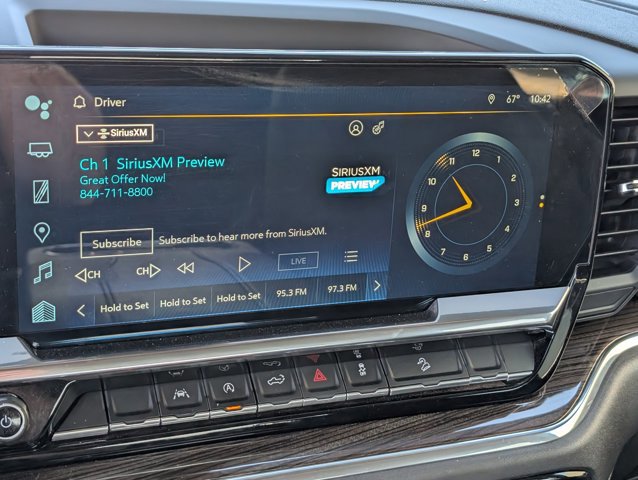 Driver
67° 10:42
SiriusXM
Ch 1 SiriusXM Preview
Great Offer Now!
844-711-8800
SIRIUSXM
PREVIEW
Subscribe
Subscribe to hear more from SiriusXM.
CH
CH
LIVE
Hold to Set
Hold to Set
Hold to Set
95.3 FM
97.3 FM
12
1
2
3
4
5
6
7
8
9
10
11